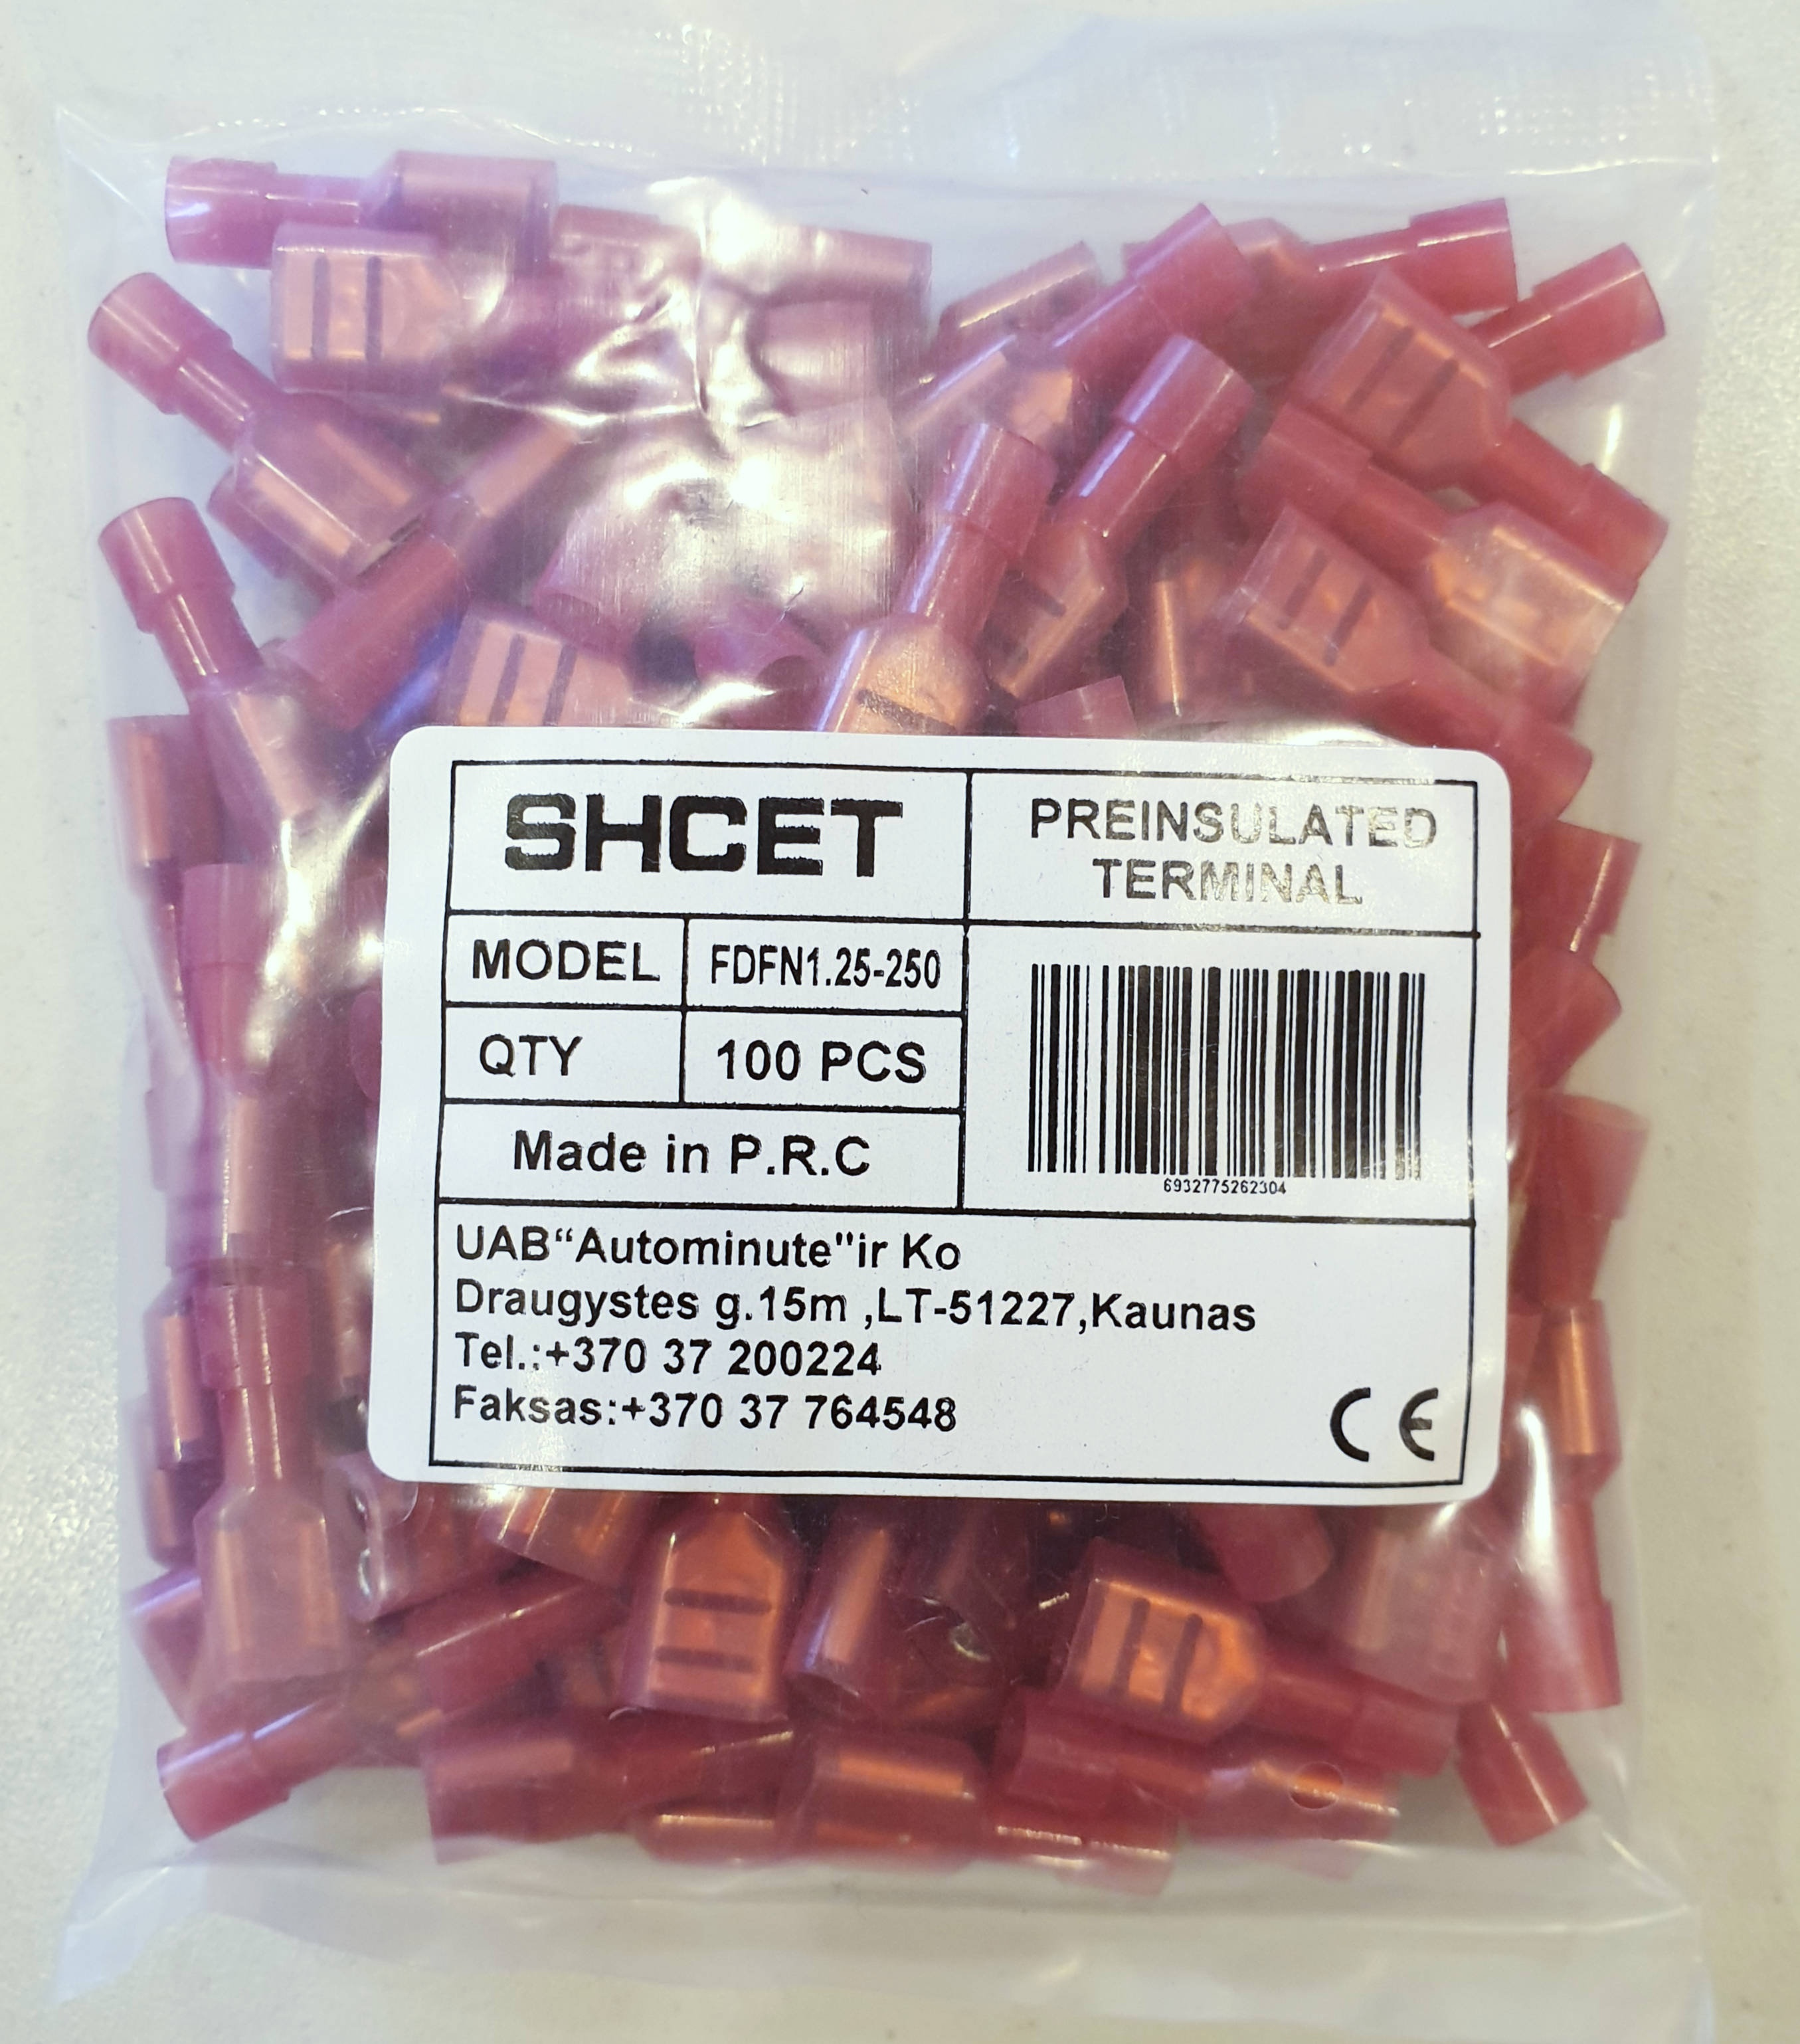 SHCET
PREINSULATED
TERMINAL
MODEL FDFN1.25-250
QTY 100 PCS
Made in P.R.C
6932775262304
UAB“Autominute"ir Ko
Draugystes g.15m ,LT-51227,Kaunas
Tel.:+370 37 200224
Faksas:+370 37 764548
CE